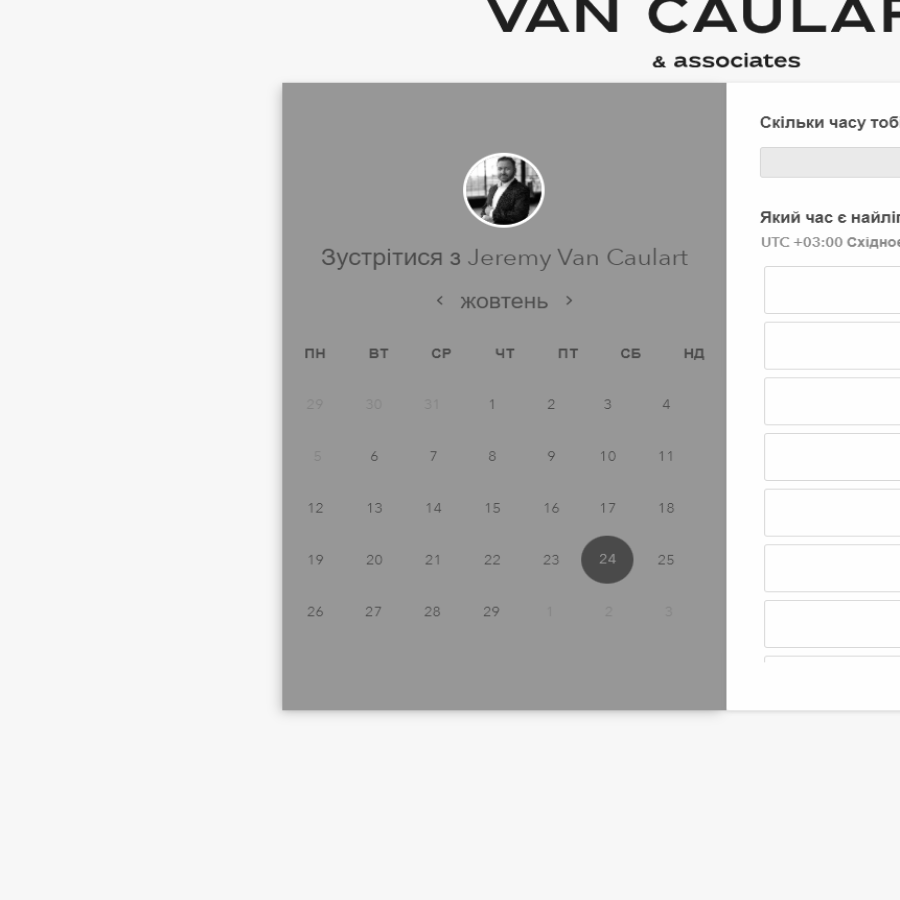 VAN CAULAR
& associates
Зустрітися з Jeremy Van Caulart
< жовтень >
ПН ВТ СР ЧТ ПТ СБ НД
29 30 31 1 2 3 4
5 6 7 8 9 10 11
12 13 14 15 16 17 18
19 20 21 22 23 24 25
26 27 28 29 1 2 3
Скільки часу тоб
Який час є найліп
UTC +03:00 Східноє